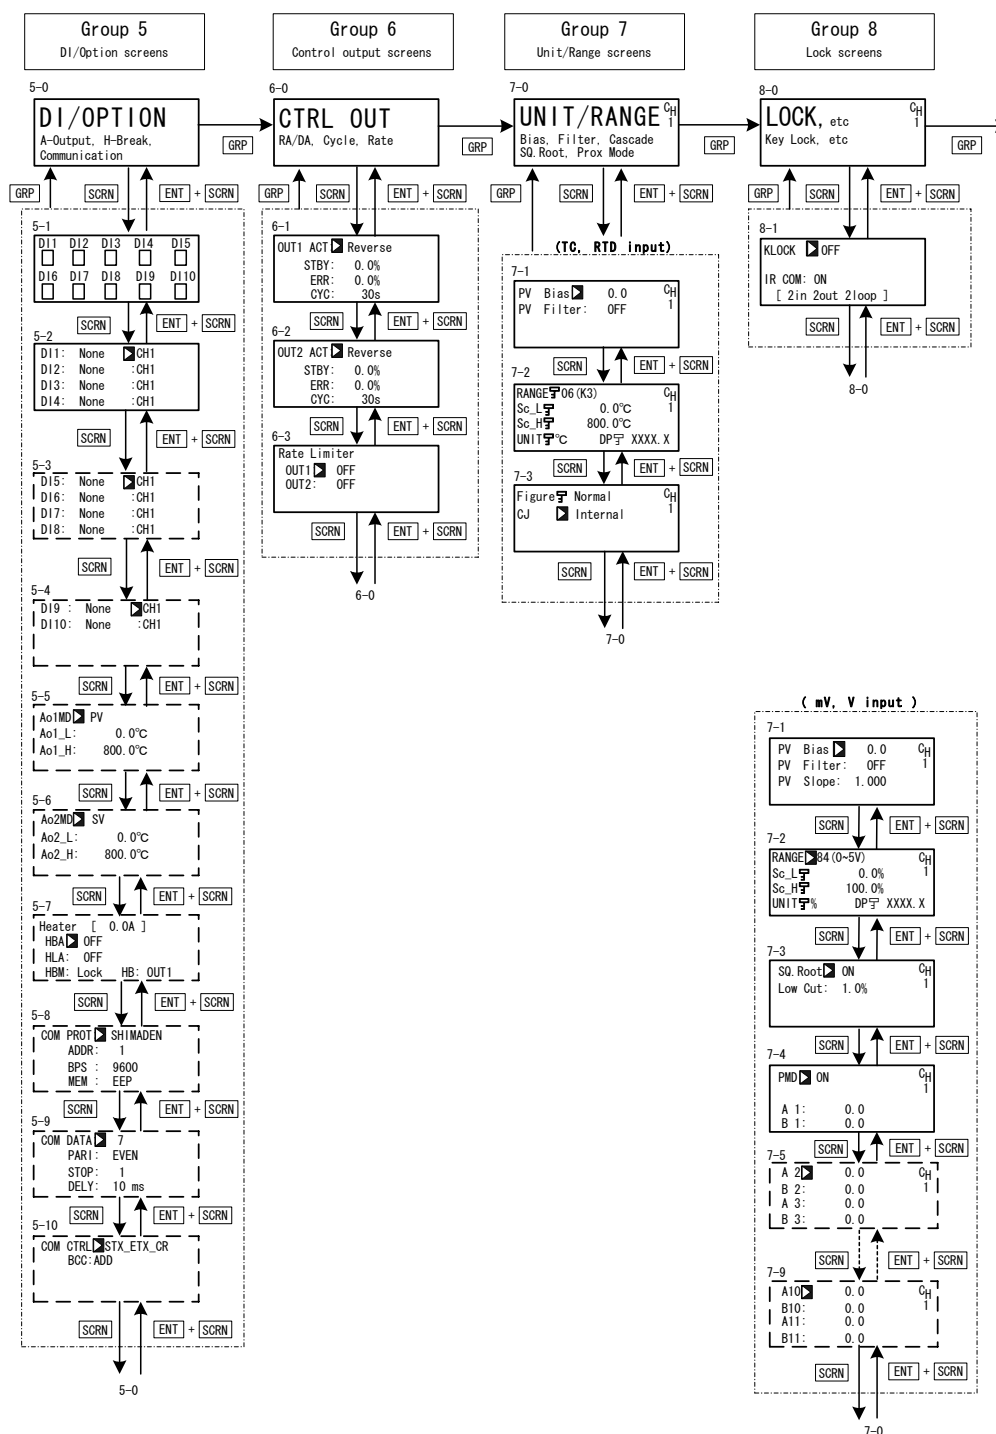 Group 5
DI/Option screens
5-0
DI/OPTION
A-Output, H-Break,
Communication
GRP
GRP
SCRN
ENT + SCRN
5-1
DI1 DI2 DI3 DI4 DI5
DI6 DI7 DI8 DI9 DI10
SCRN
ENT + SCRN
5-2
DI1: None CH1
DI2: None :CH1
DI3: None :CH1
DI4: None :CH1
SCRN
ENT + SCRN
5-3
DI5: None CH1
DI6: None :CH1
DI7: None :CH1
DI8: None :CH1
SCRN
ENT + SCRN
5-4
DI9 : None CH1
DI10: None :CH1
SCRN
ENT + SCRN
5-5
Ao1MD PV
Ao1_L: 0.0℃
Ao1_H: 800.0℃
SCRN
ENT + SCRN
5-6
Ao2MD SV
Ao2_L: 0.0℃
Ao2_H: 800.0℃
SCRN
ENT + SCRN
5-7
Heater [ 0.0A ]
HBA OFF
HLA: OFF
HBM: Lock HB: OUT1
SCRN
ENT + SCRN
5-8
COM PROT SHIMADEN
ADDR: 1
BPS : 9600
MEM : EEP
SCRN
ENT + SCRN
5-9
COM DATA 7
PARI: EVEN
STOP: 1
DELY: 10 ms
SCRN
ENT + SCRN
5-10
COM CTRL STX_ETX_CR
BCC:ADD
SCRN
ENT + SCRN
5-0
Group 6
Control output screens
6-0
CTRL OUT
RA/DA, Cycle, Rate
GRP
GRP
SCRN
ENT + SCRN
6-1
OUT1 ACT Reverse
STBY: 0.0%
ERR: 0.0%
CYC: 30s
SCRN
ENT + SCRN
6-2
OUT2 ACT Reverse
STBY: 0.0%
ERR: 0.0%
CYC: 30s
SCRN
ENT + SCRN
6-3
Rate Limiter
OUT1 OFF
OUT2: OFF
SCRN
ENT + SCRN
6-0
Group 7
Unit/Range screens
7-0
UNIT/RANGE CH 1
Bias, Filter, Cascade
SQ.Root, Prox Mode
GRP
GRP
SCRN
ENT + SCRN
(TC, RTD input)
7-1
PV Bias 0.0 CH 1
PV Filter: OFF
SCRN
ENT + SCRN
7-2
RANGE 06(K3) CH 1
Sc_L 0.0℃
Sc_H 800.0℃
UNIT ℃ DP XXXX.X
SCRN
ENT + SCRN
7-3
Figure Normal CH 1
CJ Internal
SCRN
ENT + SCRN
7-0
( mV, V input )
7-1
PV Bias 0.0 CH 1
PV Filter: OFF
PV Slope: 1.000
SCRN
ENT + SCRN
7-2
RANGE 84(0~5V) CH 1
Sc_L 0.0%
Sc_H 100.0%
UNIT % DP XXXX.X
SCRN
ENT + SCRN
7-3
SQ.Root ON CH 1
Low Cut: 1.0%
SCRN
ENT + SCRN
7-4
PMD ON CH 1
A 1: 0.0
B 1: 0.0
SCRN
ENT + SCRN
7-5
A 2 0.0 CH 1
B 2: 0.0
A 3: 0.0
B 3: 0.0
SCRN
ENT + SCRN
7-9
A10 0.0 CH 1
B10: 0.0
A11: 0.0
B11: 0.0
SCRN
ENT + SCRN
7-0
Group 8
Lock screens
8-0
LOCK, etc CH 1
Key Lock, etc
GRP
GRP
SCRN
ENT + SCRN
8-1
KLOCK OFF
IR COM: ON
[ 2in 2out 2loop ]
SCRN
ENT + SCRN
8-0